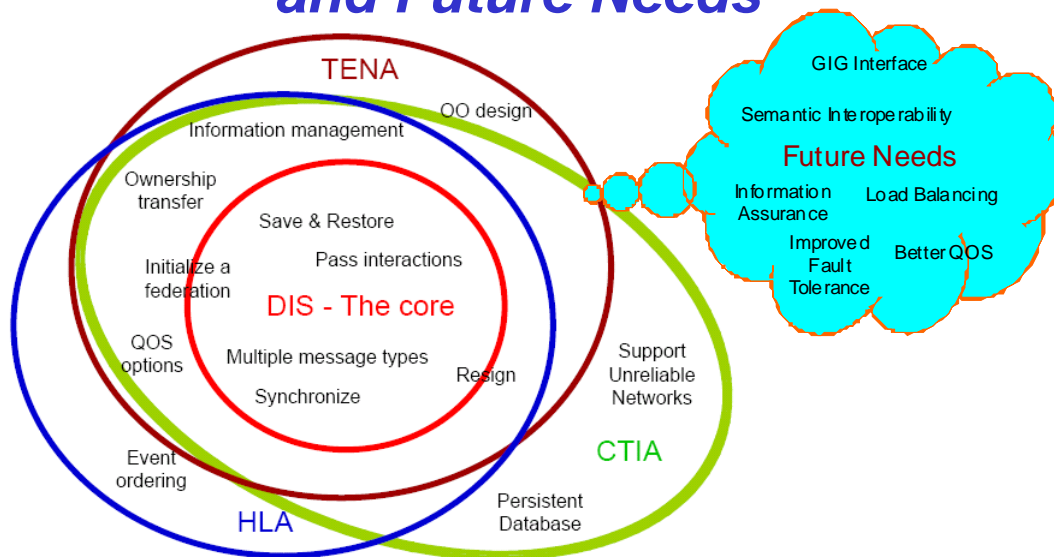 and Future Needs
TENA
OO design
Information management
Ownership
transfer
Save & Restore
Pass interactions
Initialize a
federation
DIS - The core
QOS
options
Multiple message types
Resign
Synchronize
Support
Unreliable
Networks
CTIA
Event
ordering
HLA
Persistent
Database
GIG Interface
Semantic Interoperability
Future Needs
Information
Assurance
Load Balancing
Improved
Fault
Tolerance
Better QOS